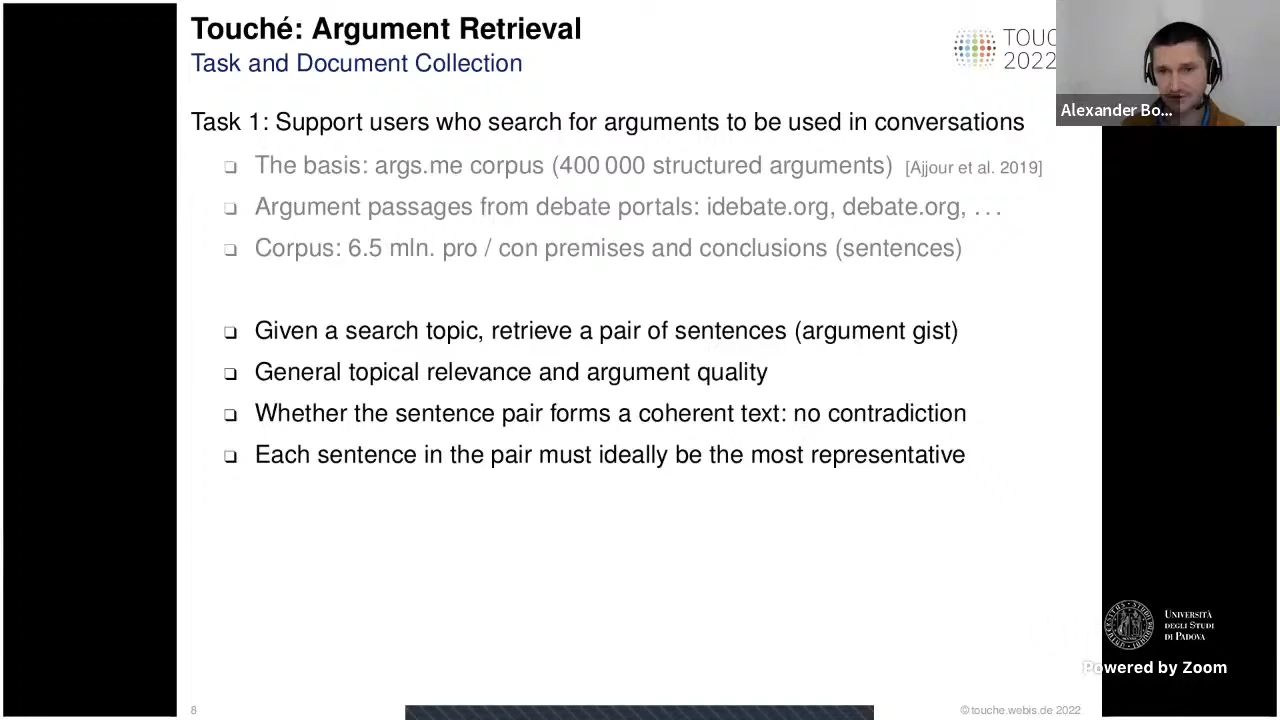 Touché: Argument Retrieval
Task and Document Collection
TOUC
2022
Alexander Bo...
Task 1: Support users who search for arguments to be used in conversations
❑ The basis: args.me corpus (400 000 structured arguments) [Ajjour et al. 2019]
❑ Argument passages from debate portals: idebate.org, debate.org, ...
❑ Corpus: 6.5 mln. pro / con premises and conclusions (sentences)
❑ Given a search topic, retrieve a pair of sentences (argument gist)
❑ General topical relevance and argument quality
❑ Whether the sentence pair forms a coherent text: no contradiction
❑ Each sentence in the pair must ideally be the most representative
UNIVERSITÀ
DEGLI STUDI
DI PADOVA
Powered by Zoom
8
©touche.webis.de 2022